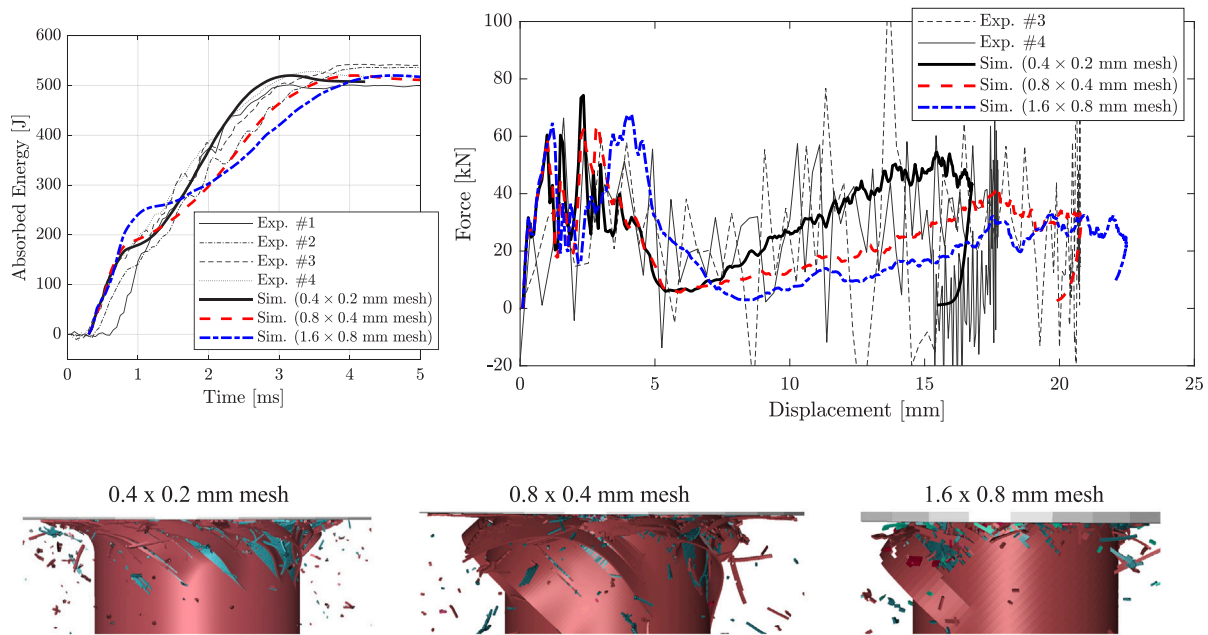 600
500
400
300
200
100
0
Absorbed Energy [J]
0 1 2 3 4 5
Time [ms]
Exp. #1
Exp. #2
Exp. #3
Exp. #4
Sim. (0.4 × 0.2 mm mesh)
Sim. (0.8 × 0.4 mm mesh)
Sim. (1.6 × 0.8 mm mesh)
100
80
60
40
20
0
-20
Force [kN]
0 5 10 15 20 25
Displacement [mm]
Exp. #3
Exp. #4
Sim. (0.4 × 0.2 mm mesh)
Sim. (0.8 × 0.4 mm mesh)
Sim. (1.6 × 0.8 mm mesh)
0.4 x 0.2 mm mesh
0.8 x 0.4 mm mesh
1.6 x 0.8 mm mesh